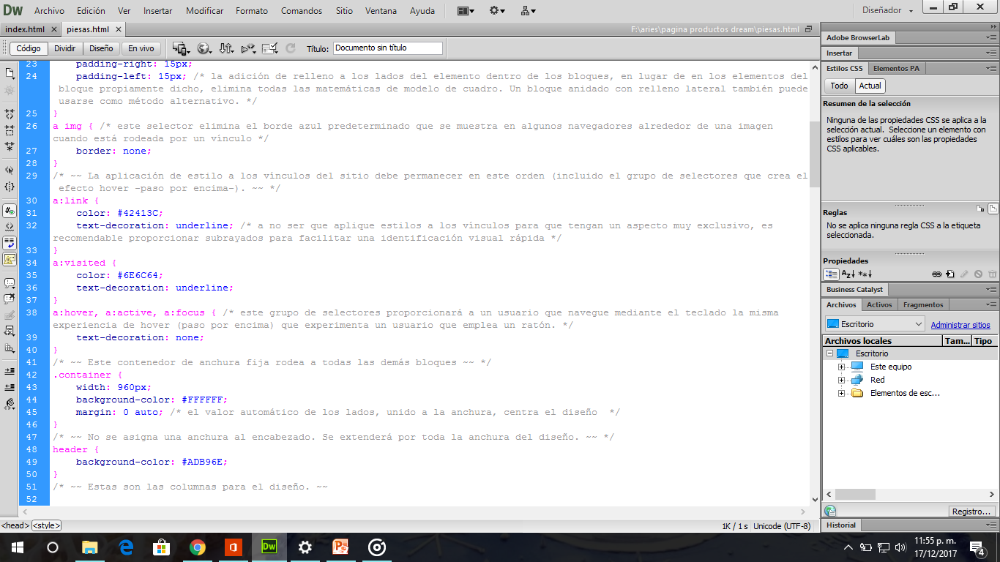 Dw Archivo Edición Ver Insertar Modificar Formato Comandos Sitio Ventana Ayuda Diseñador
index.html piesas.html F:\aries\pagina productos dream\piesas.html
Código Dividir Diseño En vivo Título: Documento sin título
23 padding-right: 15px;
24 padding-left: 15px; /* la adición de relleno a los lados del elemento dentro de los bloques, en lugar de en los elementos del
bloque propiamente dicho, elimina todas las matemáticas de modelo de cuadro. Un bloque anidado con relleno lateral también puede
usarse como método alternativo. */
25 }
26 a img { /* este selector elimina el borde azul predeterminado que se muestra en algunos navegadores alrededor de una imagen
cuando está rodeada por un vínculo */
27 border: none;
28 }
29 /* ~~ La aplicación de estilo a los vínculos del sitio debe permanecer en este orden (incluido el grupo de selectores que crea el
efecto hover -paso por encima-). ~~ */
30 a:link {
31 color: #42413C;
32 text-decoration: underline; /* a no ser que aplique estilos a los vínculos para que tengan un aspecto muy exclusivo, es
recomendable proporcionar subrayados para facilitar una identificación visual rápida */
33 }
34 a:visited {
35 color: #6E6C64;
36 text-decoration: underline;
37 }
38 a:hover, a:active, a:focus { /* este grupo de selectores proporcionará a un usuario que navegue mediante el teclado la misma
experiencia de hover (paso por encima) que experimenta un usuario que emplea un ratón. */
39 text-decoration: none;
40 }
41 /* ~~ Este contenedor de anchura fija rodea a todas las demás bloques ~~ */
42 .container {
43 width: 960px;
44 background-color: #FFFFFF;
45 margin: 0 auto; /* el valor automático de los lados, unido a la anchura, centra el diseño */
46 }
47 /* ~~ No se asigna una anchura al encabezado. Se extenderá por toda la anchura del diseño. ~~ */
48 header {
49 background-color: #ADB96E;
50 }
51 /* ~~ Estas son las columnas para el diseño. ~~
52
<head> <style> 1K / 1 s Unicode (UTF-8)
Adobe BrowserLab
Insertar
Estilos CSS Elementos PA
Todo Actual
Resumen de la selección
Ninguna de las propiedades CSS se aplica a la
selección actual. Seleccione un elemento con
estilos para ver cuáles son las propiedades
CSS aplicables.
Reglas
No se aplica ninguna regla CSS a la etiqueta
seleccionada.
Propiedades
Business Catalyst
Archivos Activos Fragmentos
Escritorio Administrar sitios
Archivos locales Tam... Tipo
Escritorio
Este equipo
Red
Elementos de esc...
Registro...
Historial
Dw
11:55 p. m.
17/12/2017
4